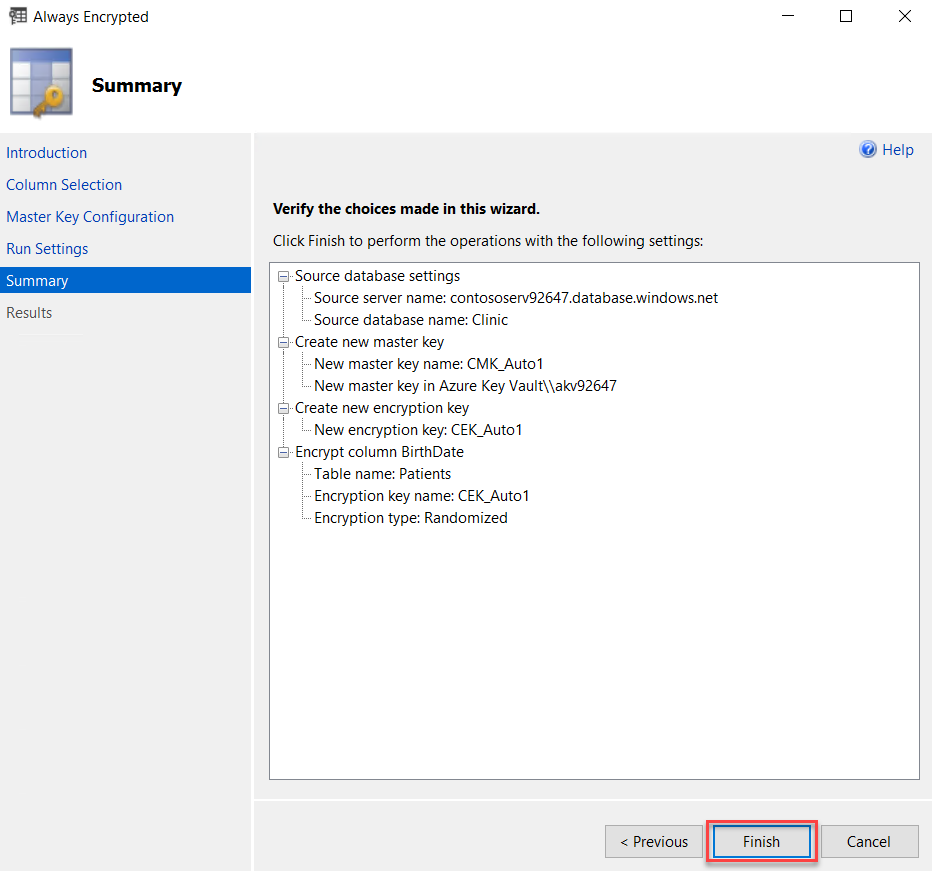 Always Encrypted
Summary
Introduction
Column Selection
Master Key Configuration
Run Settings
Summary
Results
Help
Verify the choices made in this wizard.
Click Finish to perform the operations with the following settings:
Source database settings
Source server name: contososerv92647.database.windows.net
Source database name: Clinic
Create new master key
New master key name: CMK_Auto1
New master key in Azure Key Vault\\akv92647
Create new encryption key
New encryption key: CEK_Auto1
Encrypt column BirthDate
Table name: Patients
Encryption key name: CEK_Auto1
Encryption type: Randomized
< Previous
Finish
Cancel